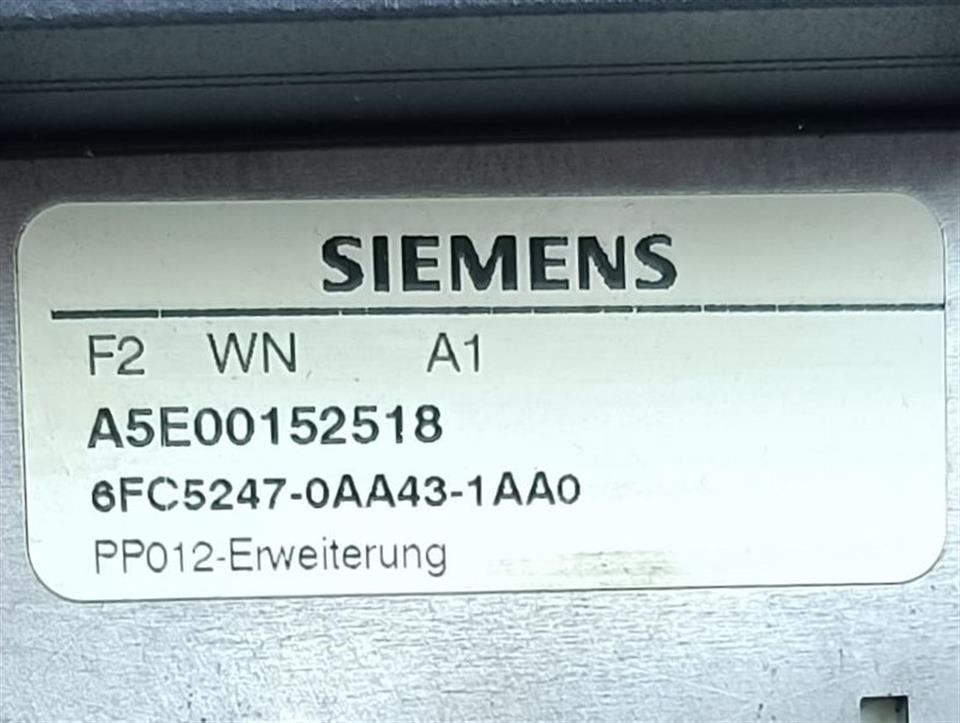 SIEMENS
F2 WN A1
A5E00152518
6FC5247-0AA43-1AA0
PP012-Erweiterung